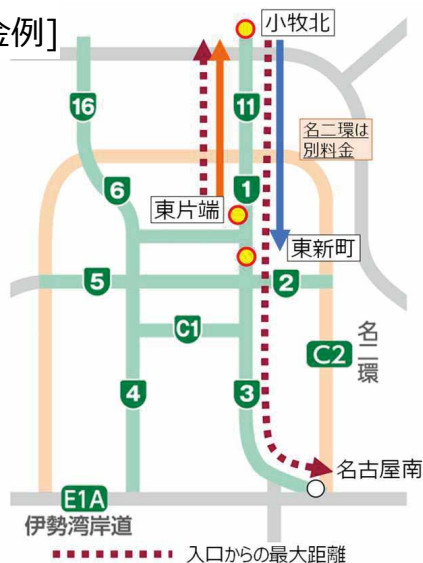 金例]
小牧北
16
11
名二環は
別料金
6
1
東片端
東新町
5
2
C1
C2
名二環
4
3
名古屋南
E1A
伊勢湾岸道
入口からの最大距離